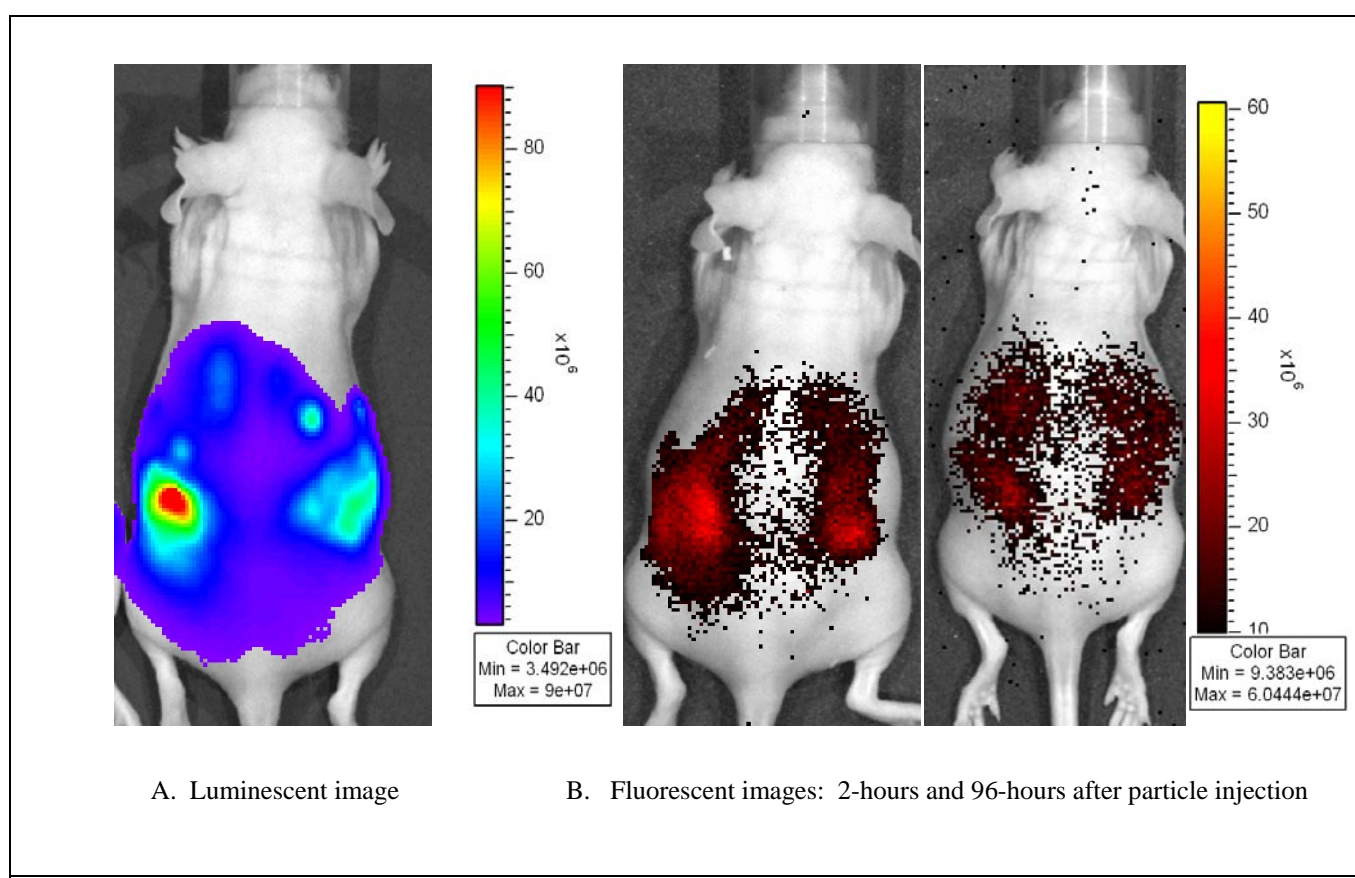 80
60
40
20
x10⁶
Color Bar
Min = 3.492e+06
Max = 9e+07
60
50
40
30
20
10
x10⁶
Color Bar
Min = 9.383e+06
Max = 6.0444e+07
A. Luminescent image
B. Fluorescent images: 2-hours and 96-hours after particle injection